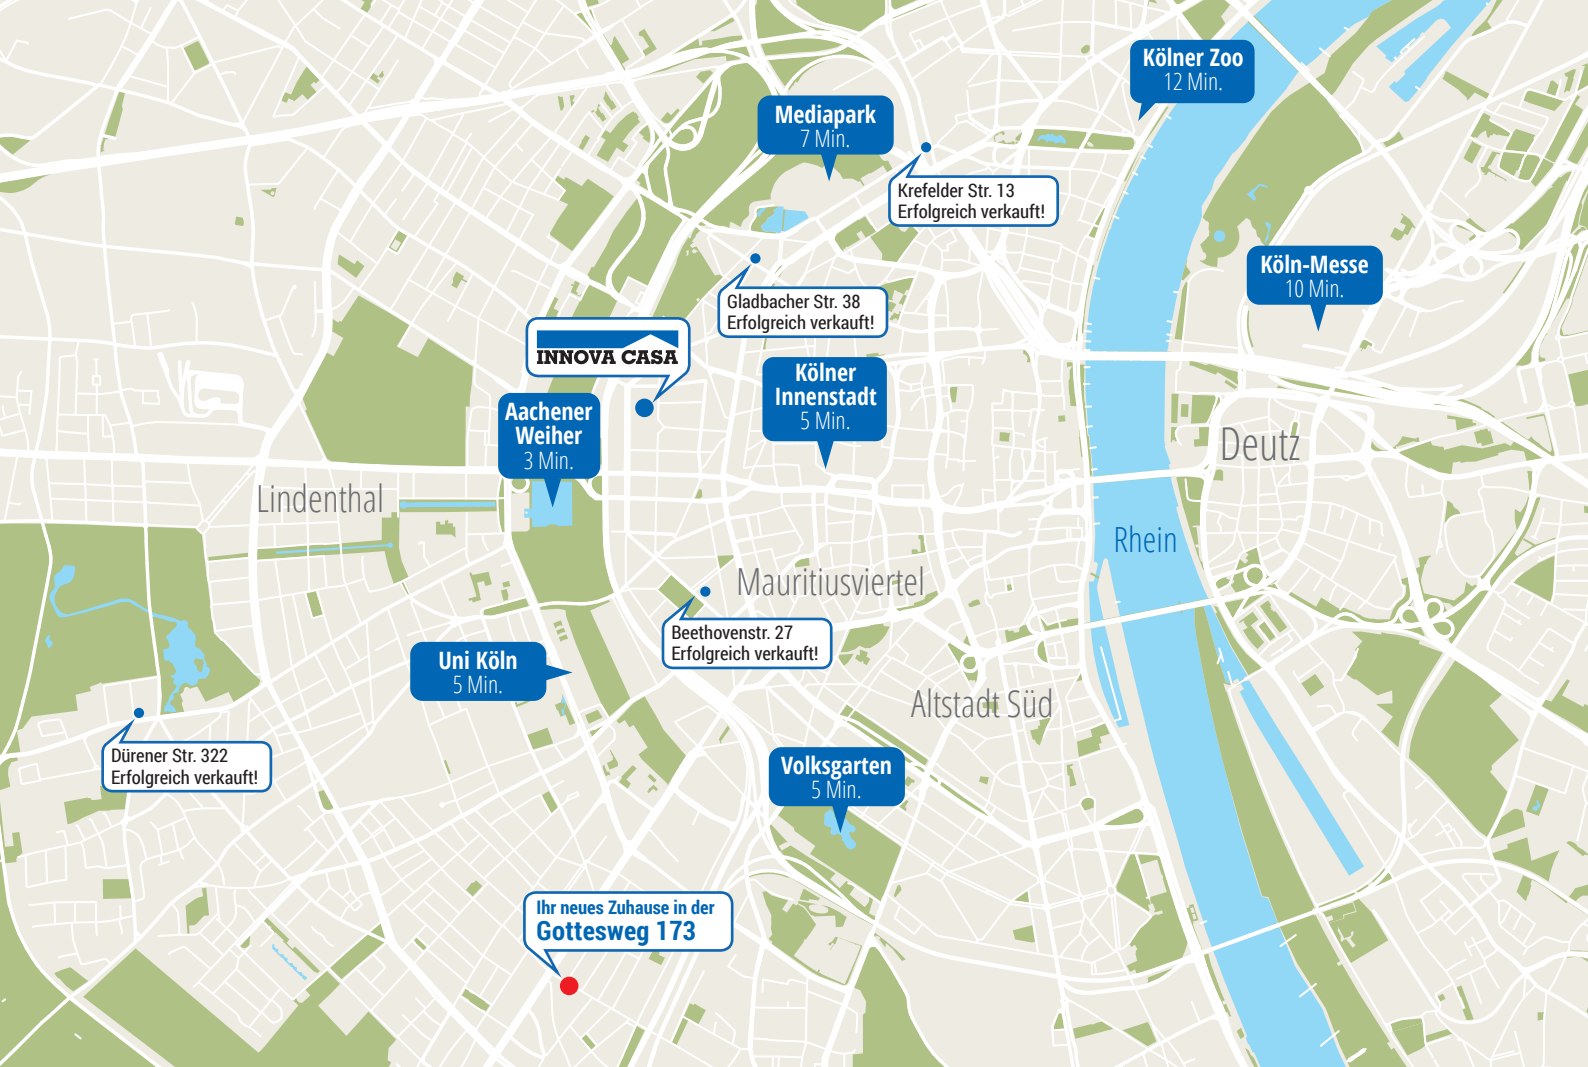 Kölner Zoo
12 Min.
Mediapark
7 Min.
Krefelder Str. 13
Erfolgreich verkauft!
Köln-Messe
10 Min.
Gladbacher Str. 38
Erfolgreich verkauft!
INNOVA CASA
Kölner
Innenstadt
5 Min.
Aachener
Weiher
3 Min.
Deutz
Lindenthal
Rhein
Mauritiusviertel
Beethovenstr. 27
Erfolgreich verkauft!
Uni Köln
5 Min.
Altstadt Süd
Dürener Str. 322
Erfolgreich verkauft!
Volksgarten
5 Min.
Ihr neues Zuhause in der
Gottesweg 173